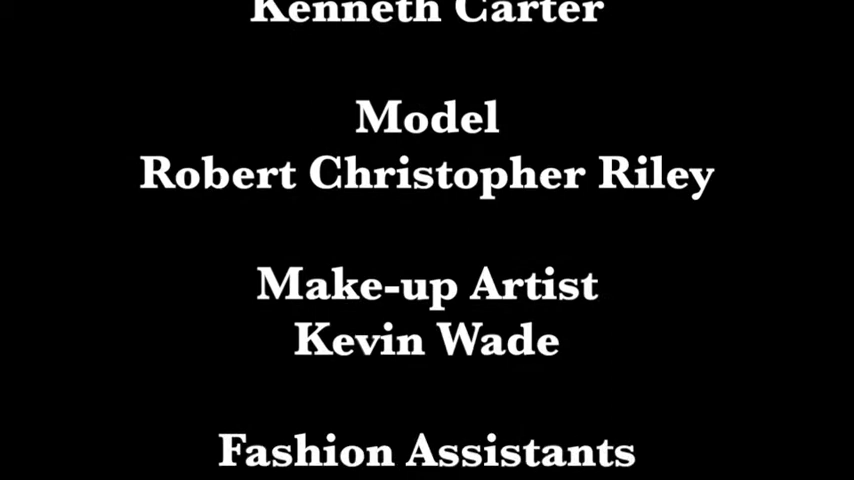 Kenneth Carter
Model
Robert Christopher Riley
Make-up Artist
Kevin Wade
Fashion Assistants